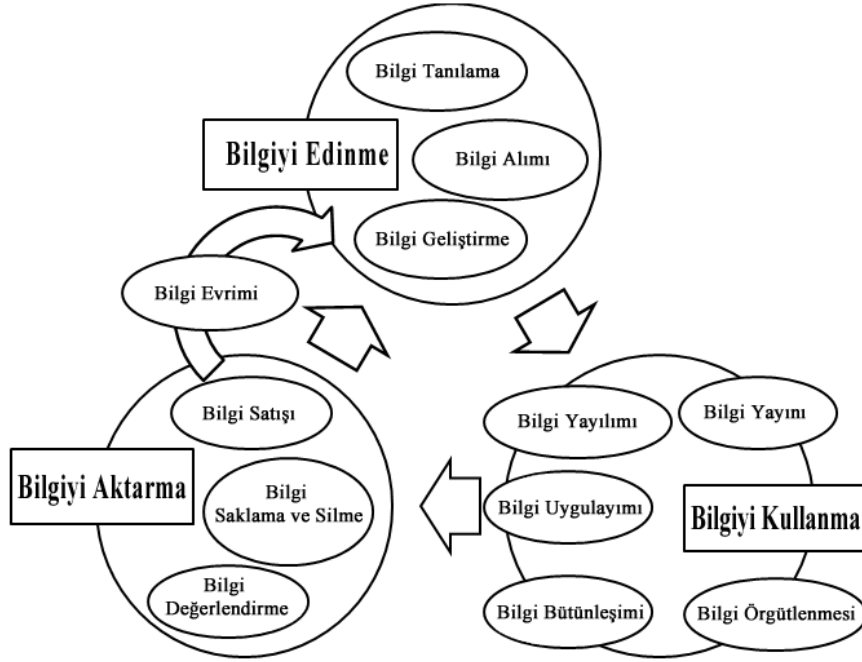 Bilgi Tanılama
Bilgiyi Edinme
Bilgi Alımı
Bilgi Geliştirme
Bilgi Evrimi
Bilgi Satışı
Bilgiyi Aktarma
Bilgi
Saklama ve Silme
Bilgi
Değerlendirme
Bilgi Yayılımı
Bilgi Yayını
Bilgi Uygulayımı
Bilgiyi Kullanma
Bilgi Bütünleşimi
Bilgi Örgütlenmesi